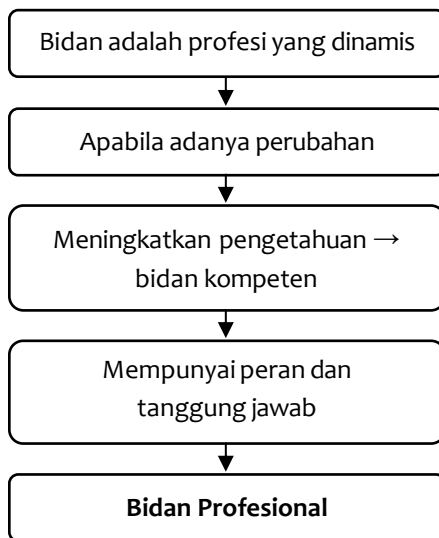 Bidan adalah profesi yang dinamis
Apabila adanya perubahan
Meningkatkan pengetahuan →
bidan kompeten
Mempunyai peran dan
tanggung jawab
Bidan Profesional